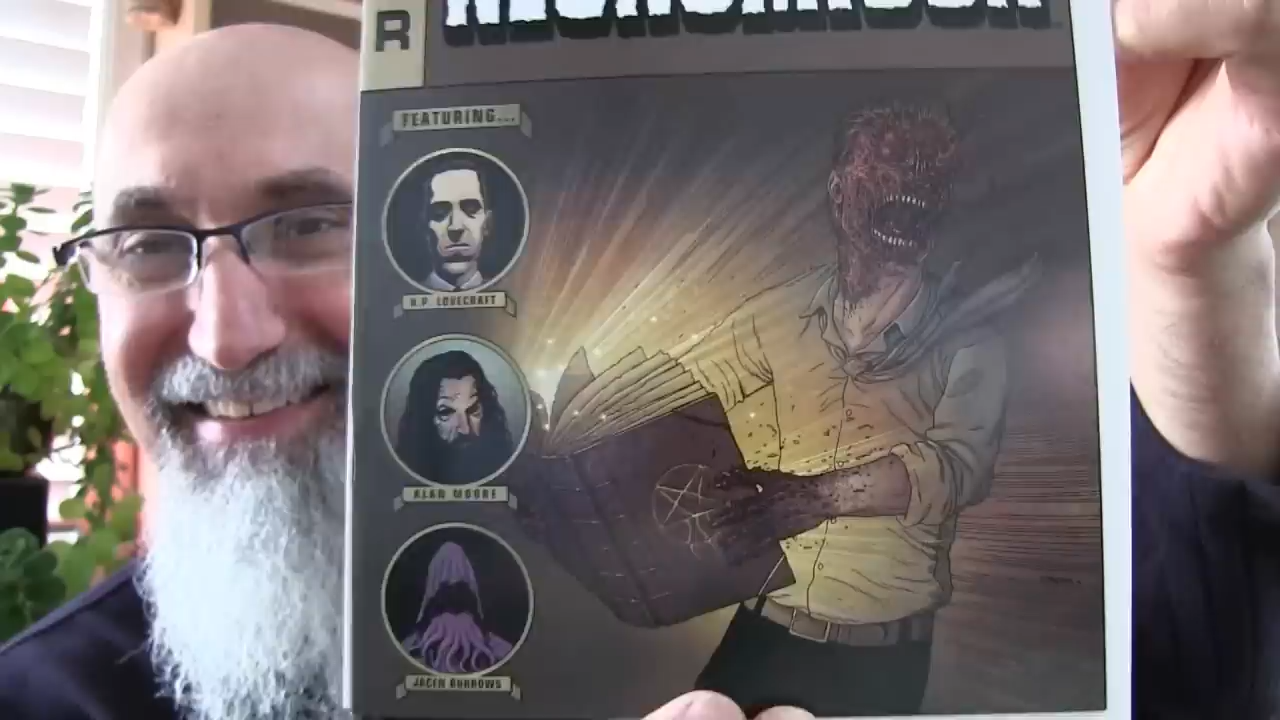 R
FEATURING...
H.P. LOVECRAFT
ALAN MOORE
JACEN BURROWS